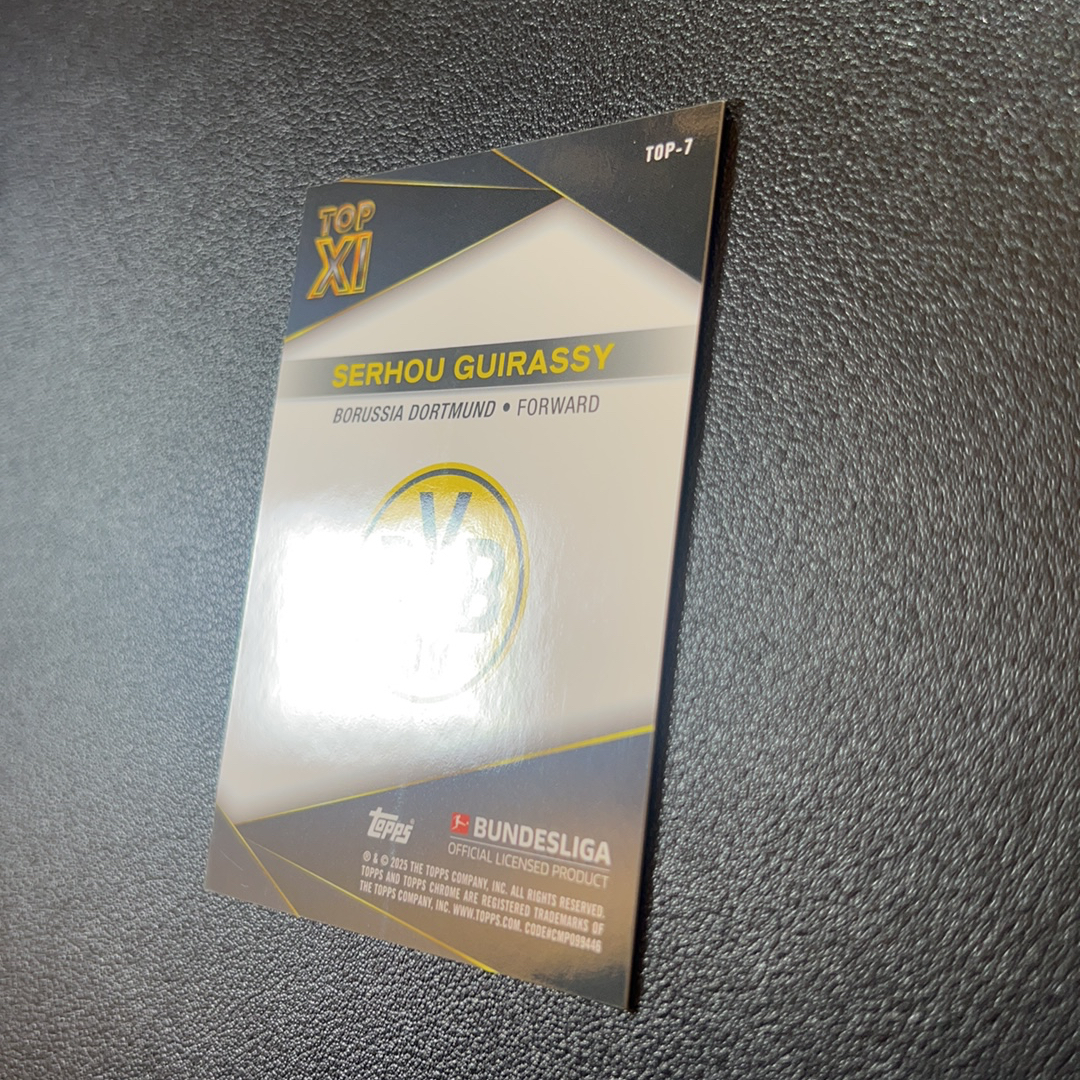 TOP-7
TOP
XI
SERHOU GUIRASSY
BORUSSIA DORTMUND • FORWARD
V
B
topps®
BUNDESLIGA
OFFICIAL LICENSED PRODUCT
® & © 2025 THE TOPPS COMPANY, INC. ALL RIGHTS RESERVED.
TOPPS AND TOPPS CHROME ARE REGISTERED TRADEMARKS OF
THE TOPPS COMPANY, INC. WWW.TOPPS.COM. CODE#CMP099446